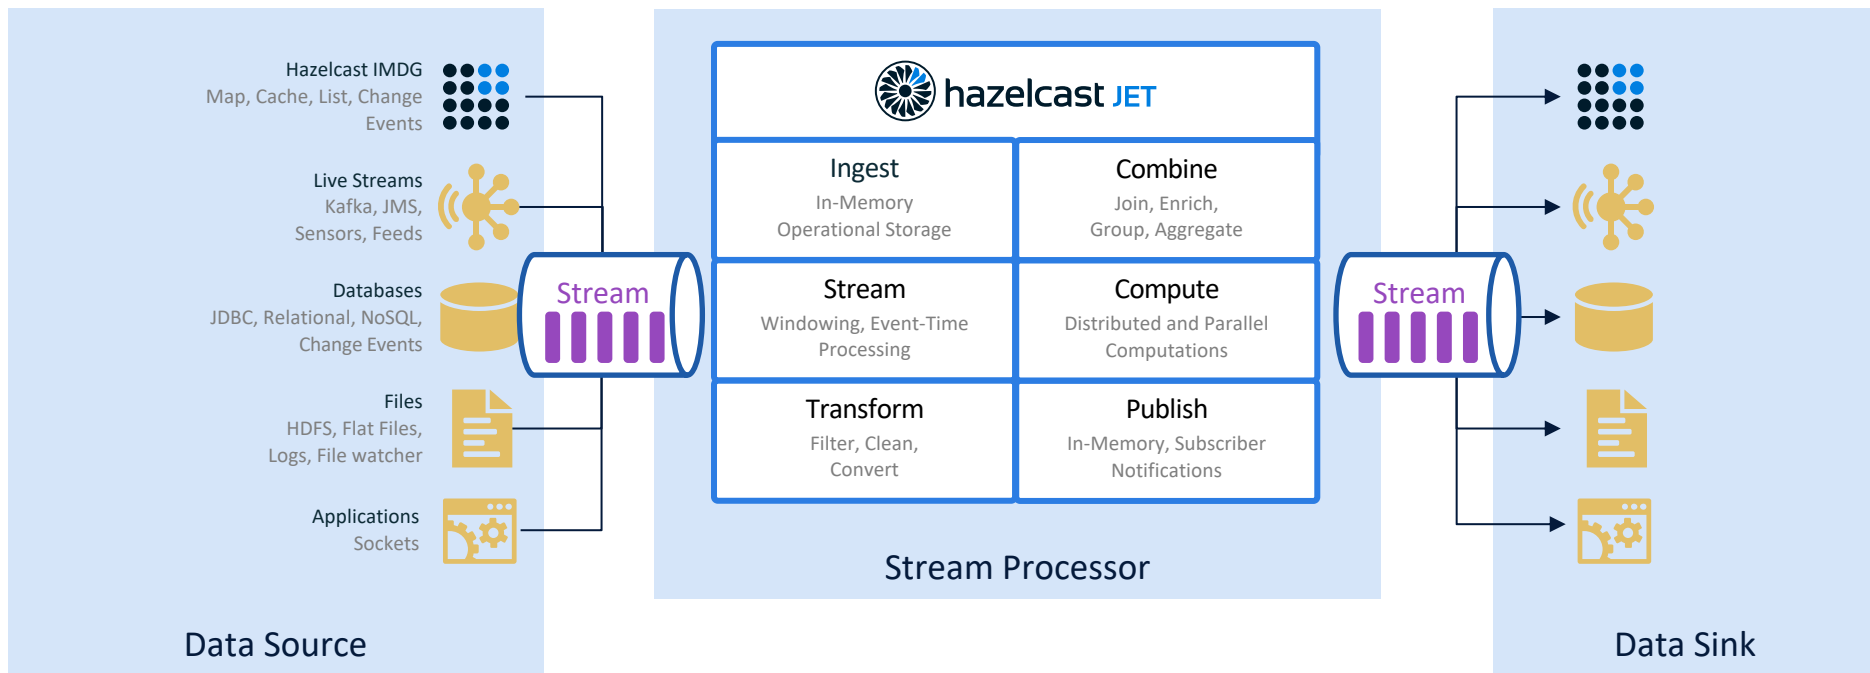 Hazelcast IMDG
Map, Cache, List, Change
Events
Live Streams
Kafka, JMS,
Sensors, Feeds
Databases
JDBC, Relational, NoSQL,
Change Events
Files
HDFS, Flat Files,
Logs, File watcher
Applications
Sockets
Data Source
Stream
hazelcast JET
Ingest
In-Memory
Operational Storage
Combine
Join, Enrich,
Group, Aggregate
Stream
Windowing, Event-Time
Processing
Compute
Distributed and Parallel
Computations
Transform
Filter, Clean,
Convert
Publish
In-Memory, Subscriber
Notifications
Stream Processor
Stream
Data Sink